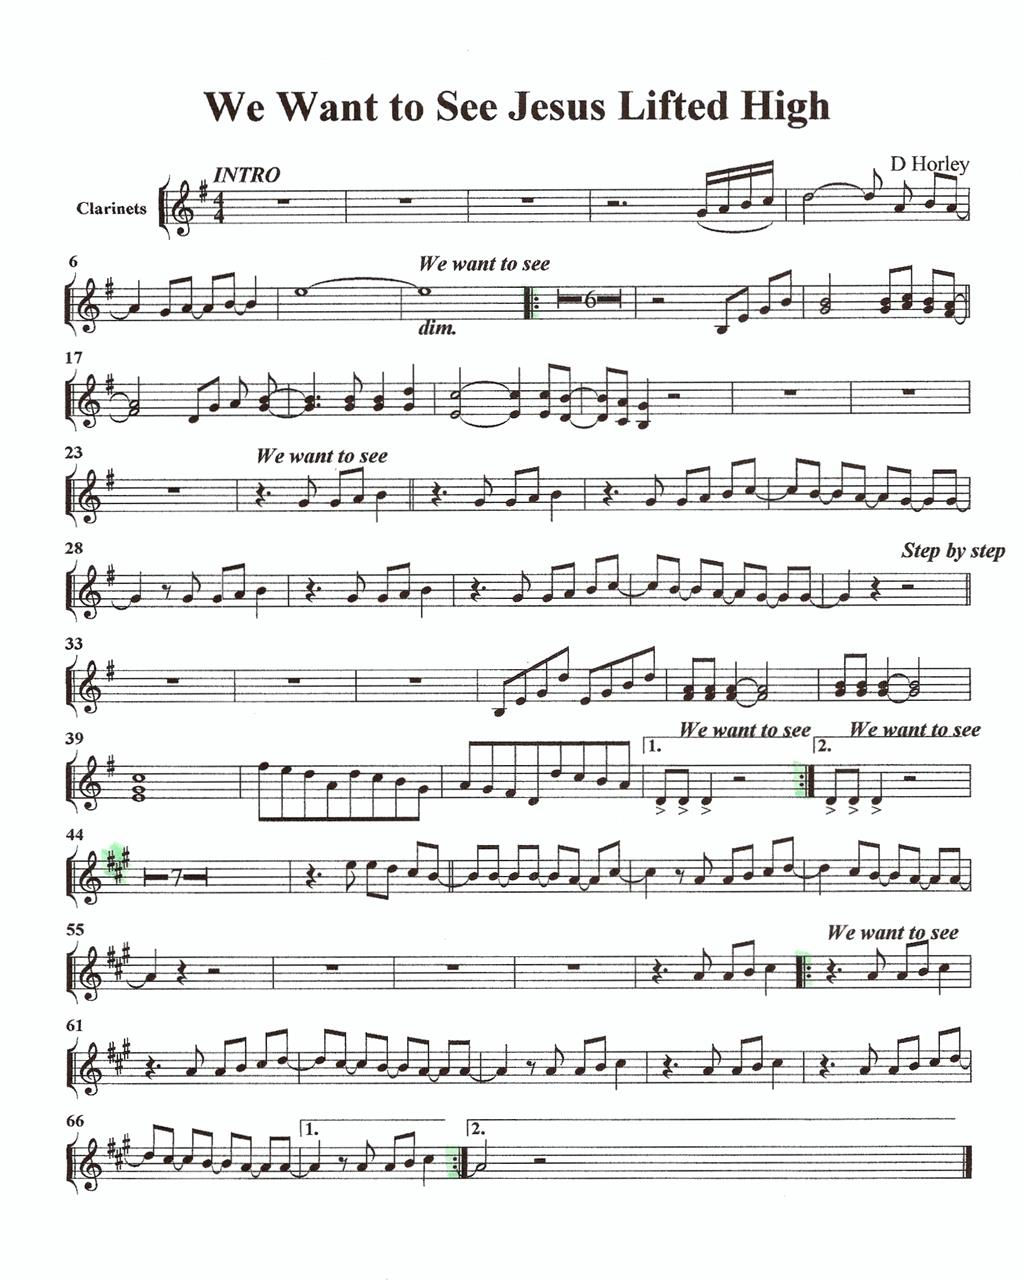 We Want to See Jesus Lifted High
D Horley
INTRO
Clarinets
4
4
6
We want to see
6
dim.
17
23
We want to see
28
Step by step
33
39
We want to see
We want to see
1.
2.
44
7
55
We want to see
61
66
1.
2.